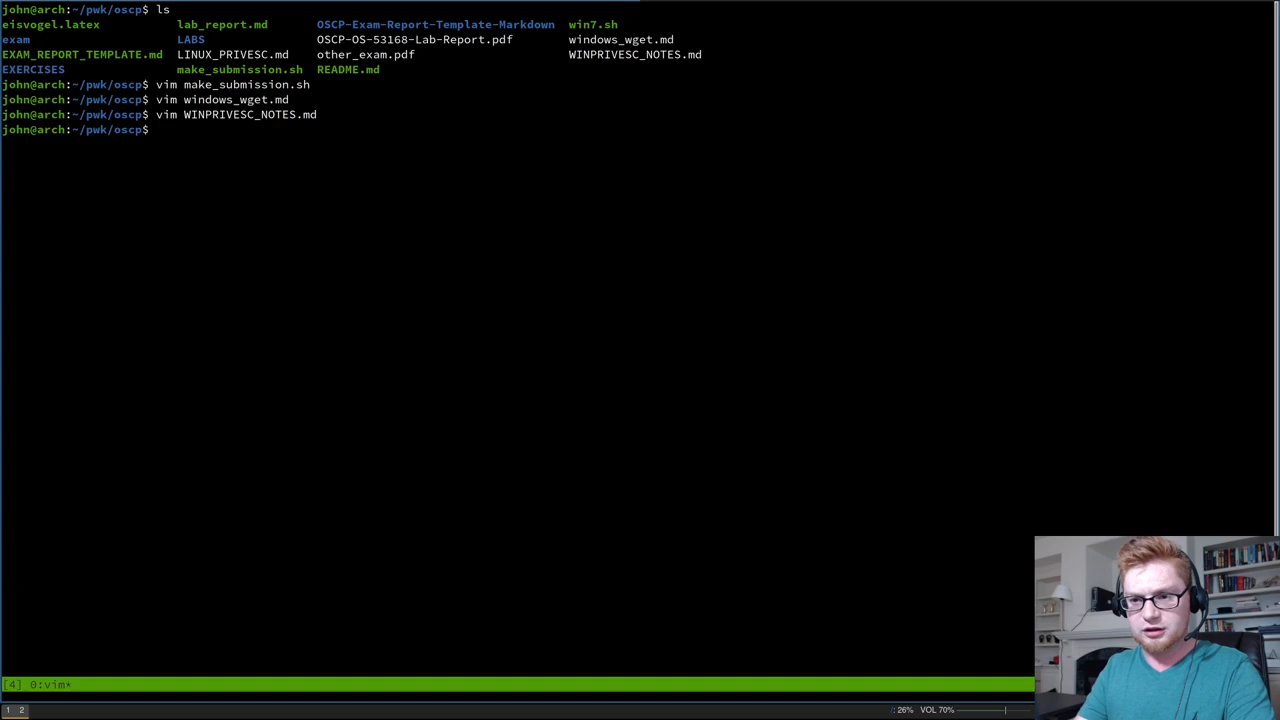 john@arch:~/pwk/oscp$ ls
eisvogel.latex lab_report.md OSCP-Exam-Report-Template-Markdown win7.sh
exam LABS OSCP-OS-53168-Lab-Report.pdf windows_wget.md
EXAM_REPORT_TEMPLATE.md LINUX_PRIVESC.md other_exam.pdf WINPRIVESC_NOTES.md
EXERCISES make_submission.sh README.md
john@arch:~/pwk/oscp$ vim make_submission.sh
john@arch:~/pwk/oscp$ vim windows_wget.md
john@arch:~/pwk/oscp$ vim WINPRIVESC_NOTES.md
john@arch:~/pwk/oscp$
[4] 0:vim*
1 2 : 26% VOL 70%